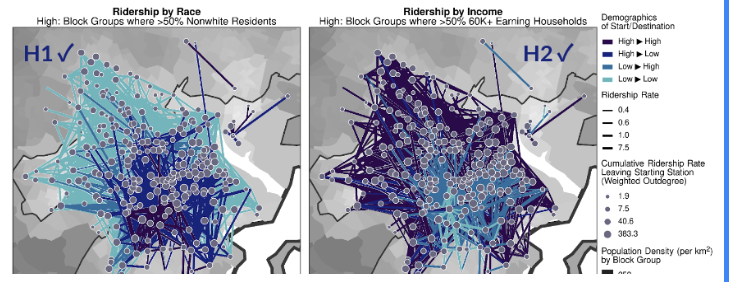 Ridership by Race
High: Block Groups where >50% Nonwhite Residents
H1 ✓
Ridership by Income
High: Block Groups where >50% 60K+ Earning Households
H2 ✓
Demographics
of Start/Destination
High ▶ High
High ▶ Low
Low ▶ High
Low ▶ Low
Ridership Rate
0.4
0.6
1.0
7.5
Cumulative Ridership Rate
Leaving Starting Station
(Weighted Outdegree)
1.9
7.5
40.6
383.3
Population Density (per km²)
by Block Group